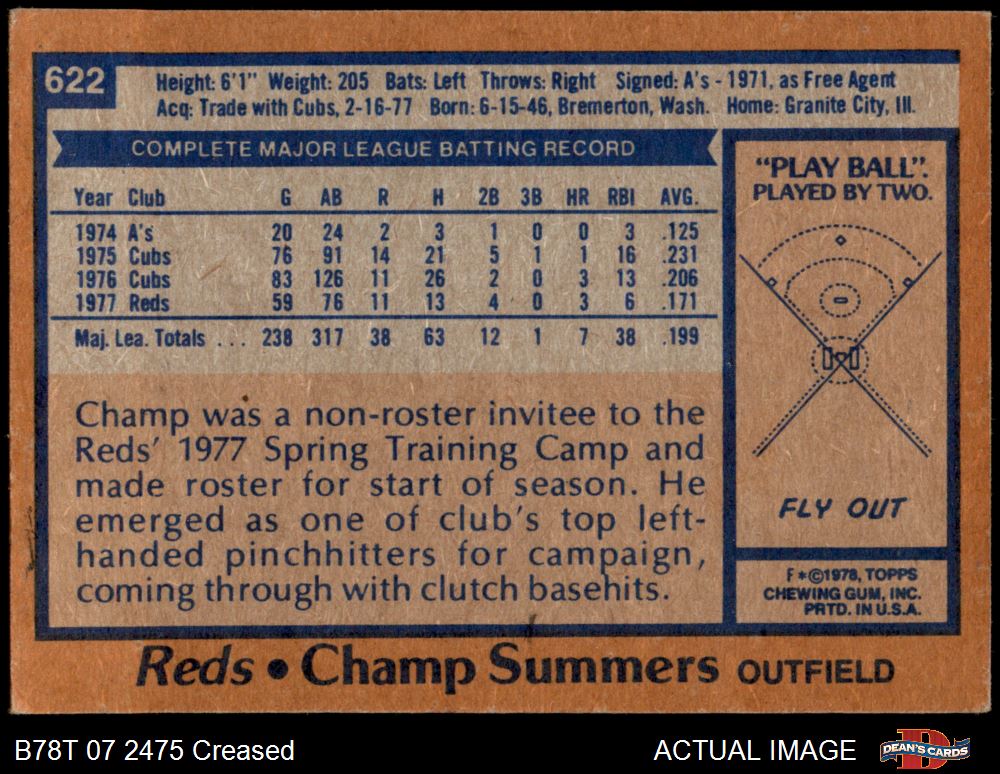 622
Height: 6'1" Weight: 205 Bats: Left Throws: Right Signed: A's - 1971, as Free Agent
Acq: Trade with Cubs, 2-16-77 Born: 6-15-46, Bremerton, Wash. Home: Granite City, Ill.
COMPLETE MAJOR LEAGUE BATTING RECORD
Year Club G AB R H 2B 3B HR RBI AVG.
1974 A's 20 24 2 3 1 0 0 3 .125
1975 Cubs 76 91 14 21 5 1 1 16 .231
1976 Cubs 83 126 11 26 2 0 3 13 .206
1977 Reds 59 76 11 13 4 0 3 6 .171
Maj. Lea. Totals ... 238 317 38 63 12 1 7 38 .199
Champ was a non-roster invitee to the
Reds' 1977 Spring Training Camp and
made roster for start of season. He
emerged as one of club's top left-
handed pinchhitters for campaign,
coming through with clutch basehits.
"PLAY BALL".
PLAYED BY TWO.
FLY OUT
F*©1978, TOPPS
CHEWING GUM, INC.
PRTD. IN U.S.A.
Reds • Champ Summers OUTFIELD
B78T 07 2475 Creased
ACTUAL IMAGE
DEAN'S CARDS